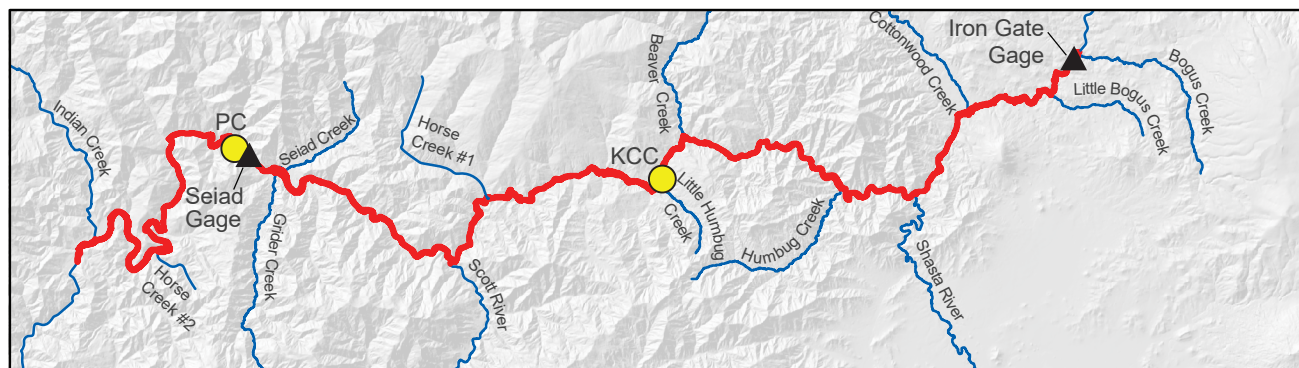 Indian Creek
PC
Seiad
Gage
Seiad Creek
Grider Creek
Horse
Creek #2
Horse
Creek #1
Scott River
Beaver Creek
KCC
Little Humbug
Creek
Humbug Creek
Cottonwood Creek
Shasta River
Iron Gate
Gage
Little Bogus
Creek
Bogus Creek